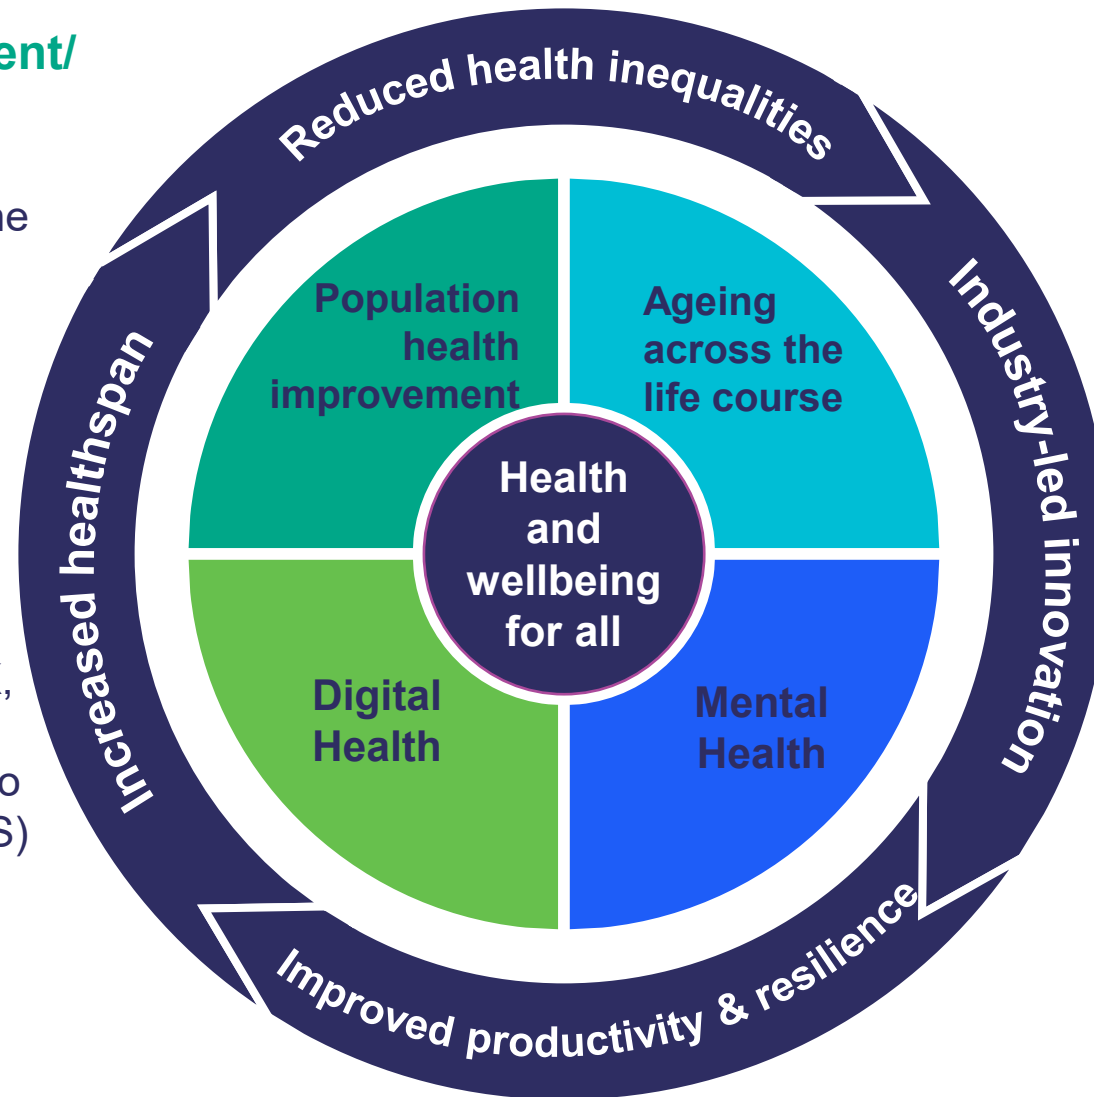 ent/
ne
,
o
S)
Reduced health inequalities
Industry-led innovation
Improved productivity & resilience
Increased healthspan
Population
health
improvement
Ageing
across the
life course
Health
and
wellbeing
for all
Digital
Health
Mental
Health